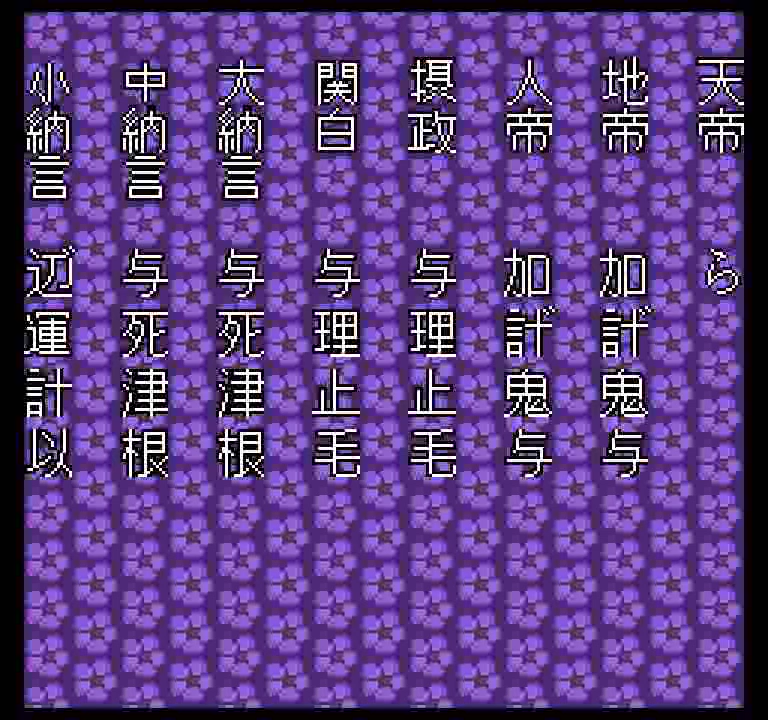 天帝 ら
地帝 加計゛鬼与
人帝 加計゛鬼与
摂政 与理止毛
関白 与理止毛
大納言 与死津根
中納言 与死津根
小納言 辺゛運計以